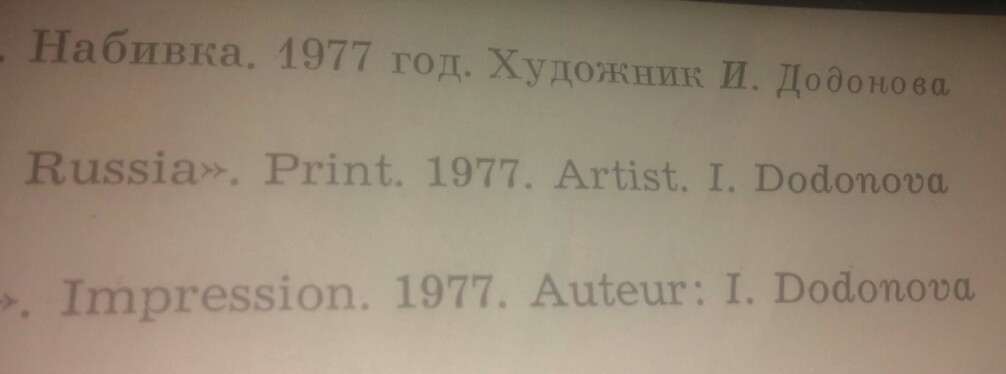 . Набивка. 1977 год. Художник И. Додонова
Russia». Print. 1977. Artist. I. Dodonova
». Impression. 1977. Auteur: I. Dodonova